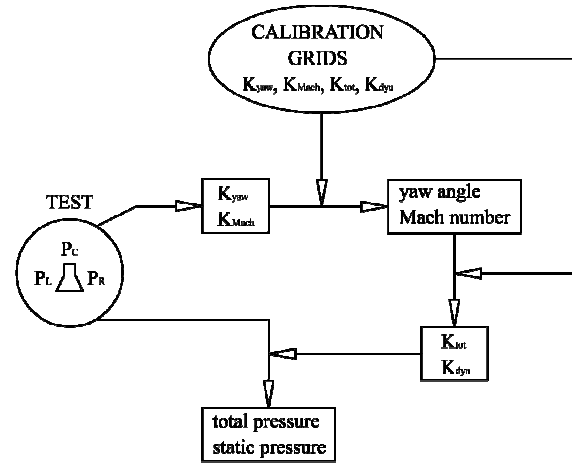 CALIBRATION
GRIDS
Kyaw, KMach, Ktot, Kdyn
TEST
Kyaw
KMach
yaw angle
Mach number
PC
PL PR
Ktot
Kdyn
total pressure
static pressure